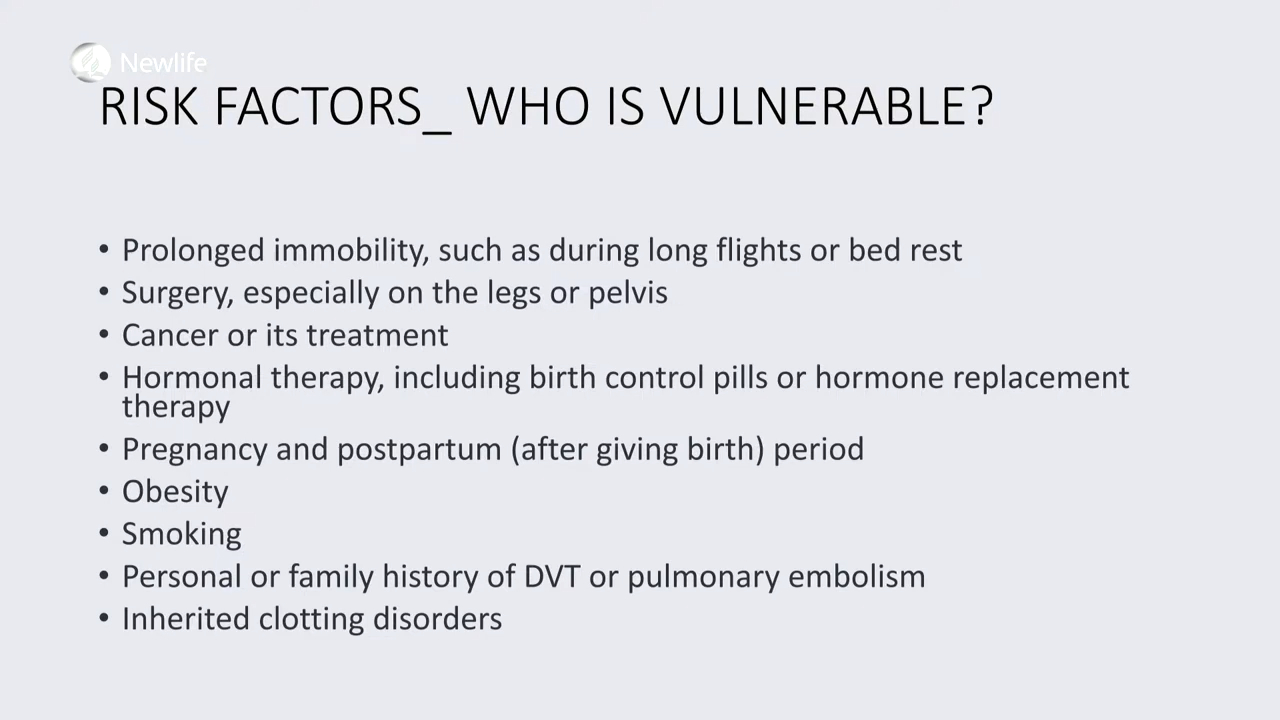 Newlife
RISK FACTORS_ WHO IS VULNERABLE?
• Prolonged immobility, such as during long flights or bed rest
• Surgery, especially on the legs or pelvis
• Cancer or its treatment
• Hormonal therapy, including birth control pills or hormone replacement
therapy
• Pregnancy and postpartum (after giving birth) period
• Obesity
• Smoking
• Personal or family history of DVT or pulmonary embolism
• Inherited clotting disorders